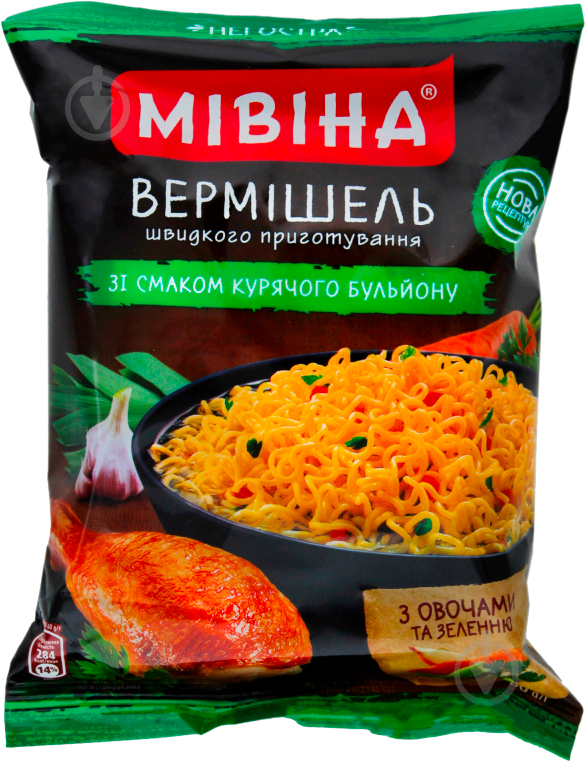 НЕГОСТРА
МІВІНА®
ВЕРМІШЕЛЬ
швидкого приготування
НОВА
РЕЦЕПТУРА
ЗІ СМАКОМ КУРЯЧОГО БУЛЬЙОНУ
З ОВОЧАМИ
ТА ЗЕЛЕННЮ
284
14%